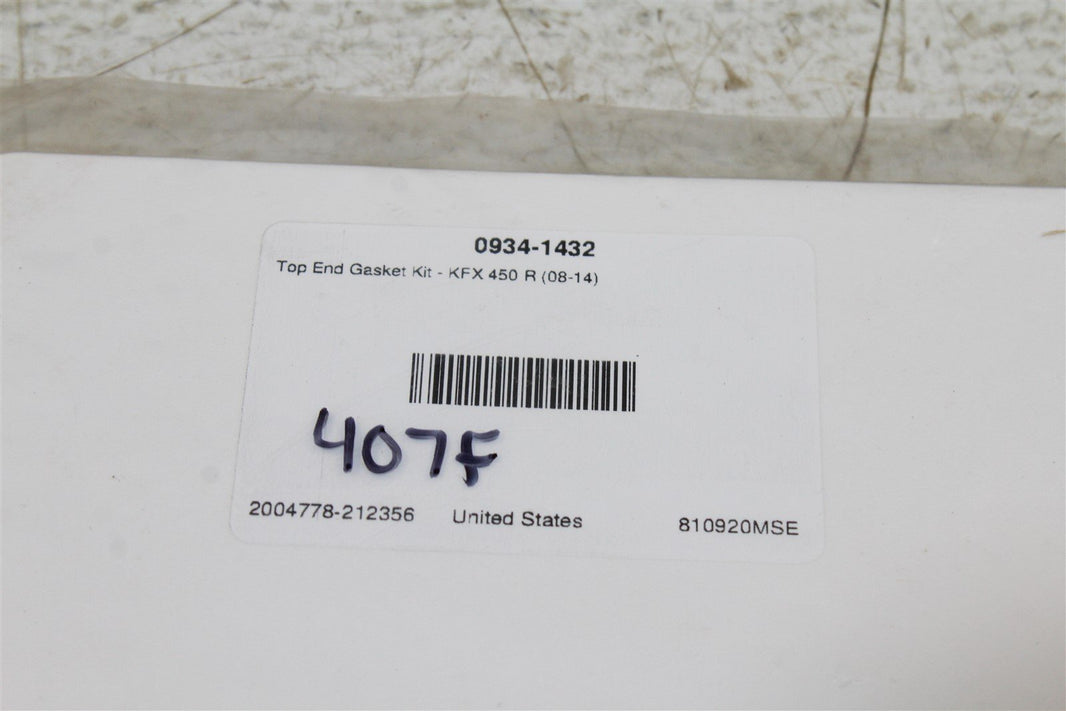 0934-1432
Top End Gasket Kit - KFX 450 R (08-14)
407F
2004778-212356 United States 810920MSE